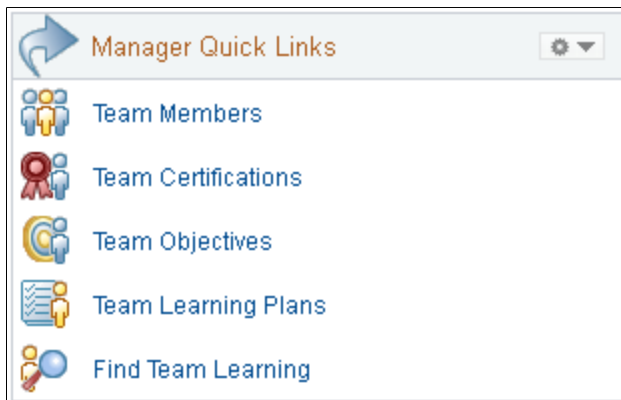 Manager Quick Links
Team Members
Team Certifications
Team Objectives
Team Learning Plans
Find Team Learning